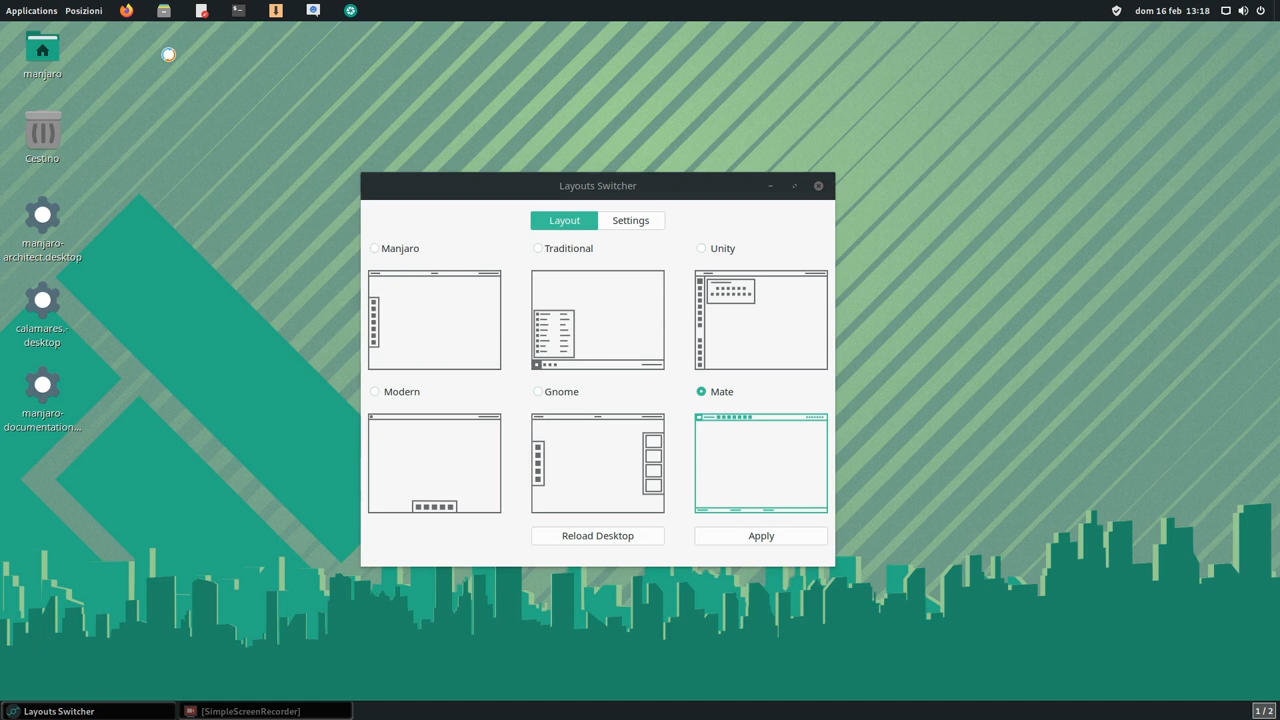 Applications Posizioni dom 16 feb 13:18
manjaro
Cestino
manjaro-
architect.desktop
calamares.-
desktop
manjaro-
documentation...
Layouts Switcher
Layout Settings
Manjaro Traditional Unity
Modern Gnome Mate
Reload Desktop Apply
Layouts Switcher [SimpleScreenRecorder] 1 / 2